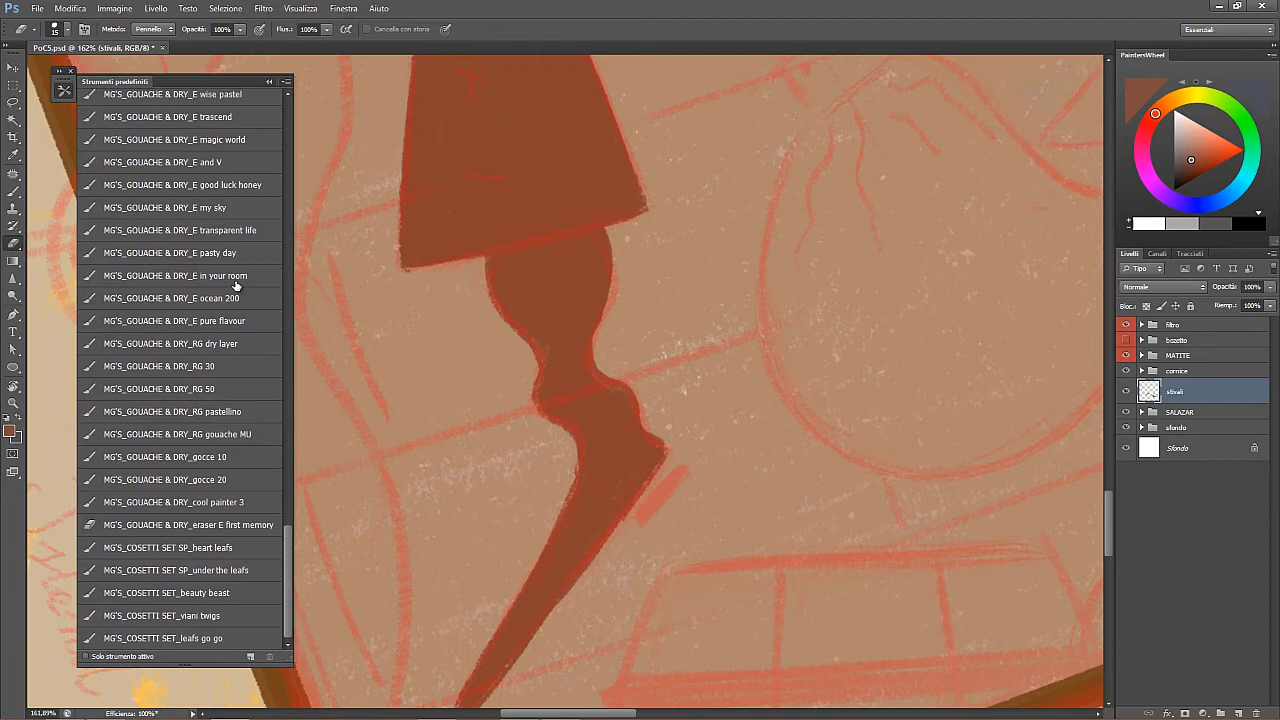 Ps File Modifica Immagine Livello Testo Selezione Filtro Visualizza Finestra Aiuto
15 Metodo: Pennello Opacità: 100% Flus.: 100% Cancella con storia Essenziali
PoC5.psd @ 162% (stivali, RGB/8) *
Strumenti predefiniti
MG'S_GOUACHE & DRY_E wise pastel
MG'S_GOUACHE & DRY_E trascend
MG'S_GOUACHE & DRY_E magic world
MG'S_GOUACHE & DRY_E and V
MG'S_GOUACHE & DRY_E good luck honey
MG'S_GOUACHE & DRY_E my sky
MG'S_GOUACHE & DRY_E transparent life
MG'S_GOUACHE & DRY_E pasty day
MG'S_GOUACHE & DRY_E in your room
MG'S_GOUACHE & DRY_E ocean 200
MG'S_GOUACHE & DRY_E pure flavour
MG'S_GOUACHE & DRY_RG dry layer
MG'S_GOUACHE & DRY_RG 30
MG'S_GOUACHE & DRY_RG 50
MG'S_GOUACHE & DRY_RG pastellino
MG'S_GOUACHE & DRY_RG gouache MU
MG'S_GOUACHE & DRY_gocce 10
MG'S_GOUACHE & DRY_gocce 20
MG'S_GOUACHE & DRY_cool painter 3
MG'S_GOUACHE & DRY_eraser E first memory
MG'S_COSETTI SET SP_heart leafs
MG'S_COSETTI SET SP_under the leafs
MG'S_COSETTI SET_beauty beast
MG'S_COSETTI SET_viani twigs
MG'S_COSETTI SET_leafs go go
Solo strumento attivo
PaintersWheel
Livelli Canali Tracciati
Tipo
Normale Opacità: 100%
Bloc.: Riemp.: 100%
filtro
bozetto
MATITE
cornice
stivali
SALAZAR
sfondo
Sfondo
161,89% Efficienza: 100%*